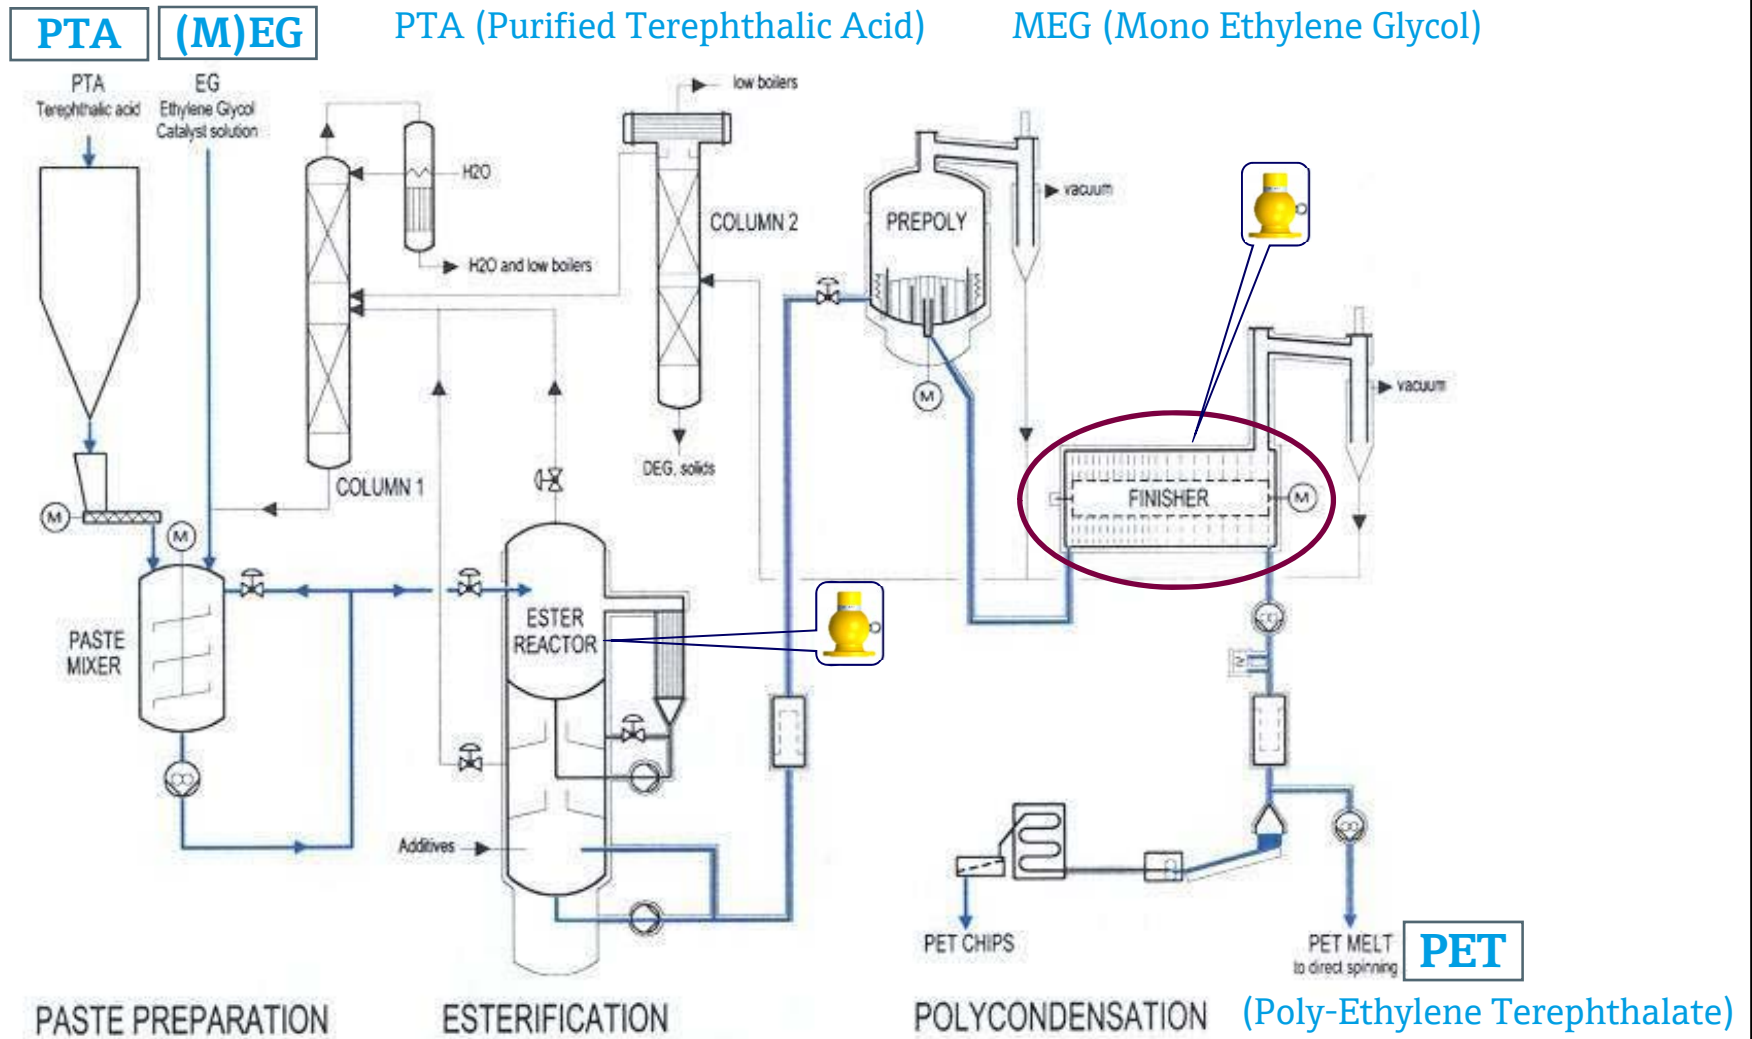 PTA
(M)EG
PTA (Purified Terephthalic Acid)
MEG (Mono Ethylene Glycol)
PTA
Terephthalic acid
EG
Ethylene Glycol
Catalyst solution
low boilers
H2O
H2O and low boilers
COLUMN 2
PREPOLY
vacuum
vacuum
M
DEG, solids
COLUMN 1
FINISHER
M
M
M
PASTE
MIXER
ESTER
REACTOR
IV
Additives
PET CHIPS
PET MELT
to direct spinning
PET
PASTE PREPARATION
ESTERIFICATION
POLYCONDENSATION
(Poly-Ethylene Terephthalate)